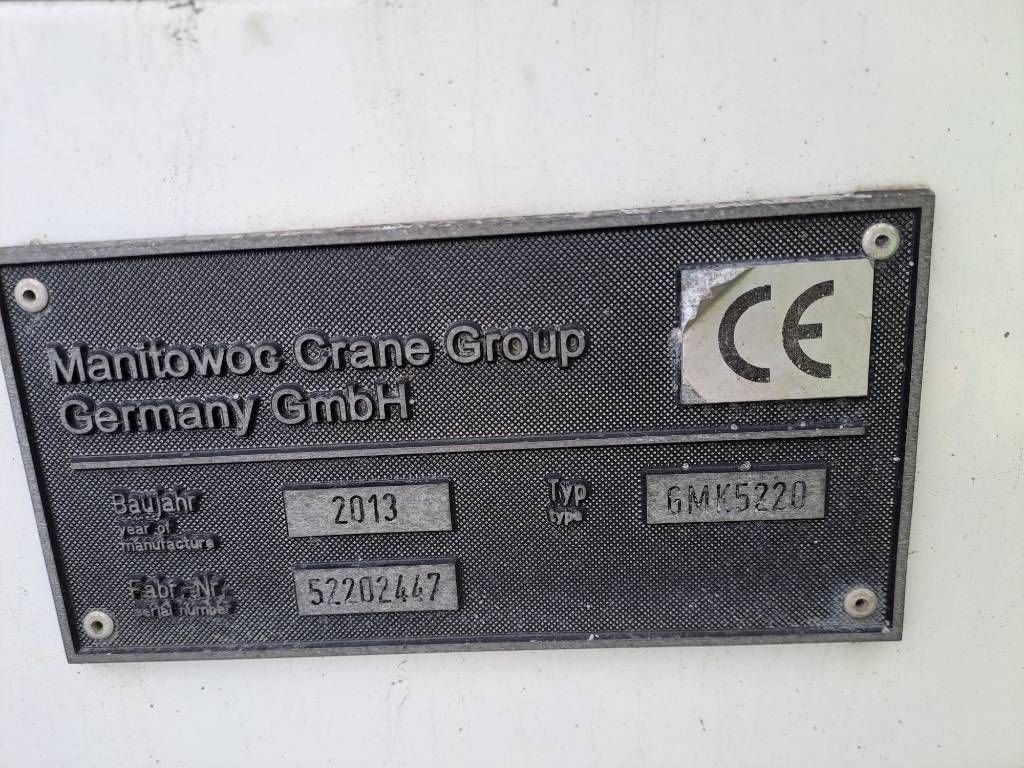 Manitowoc Crane Group
Germany GmbH
CE
Baujahr
year of
manufacture
2013
Typ
type
GMK5220
Fabr.-Nr.
serial number
52202447